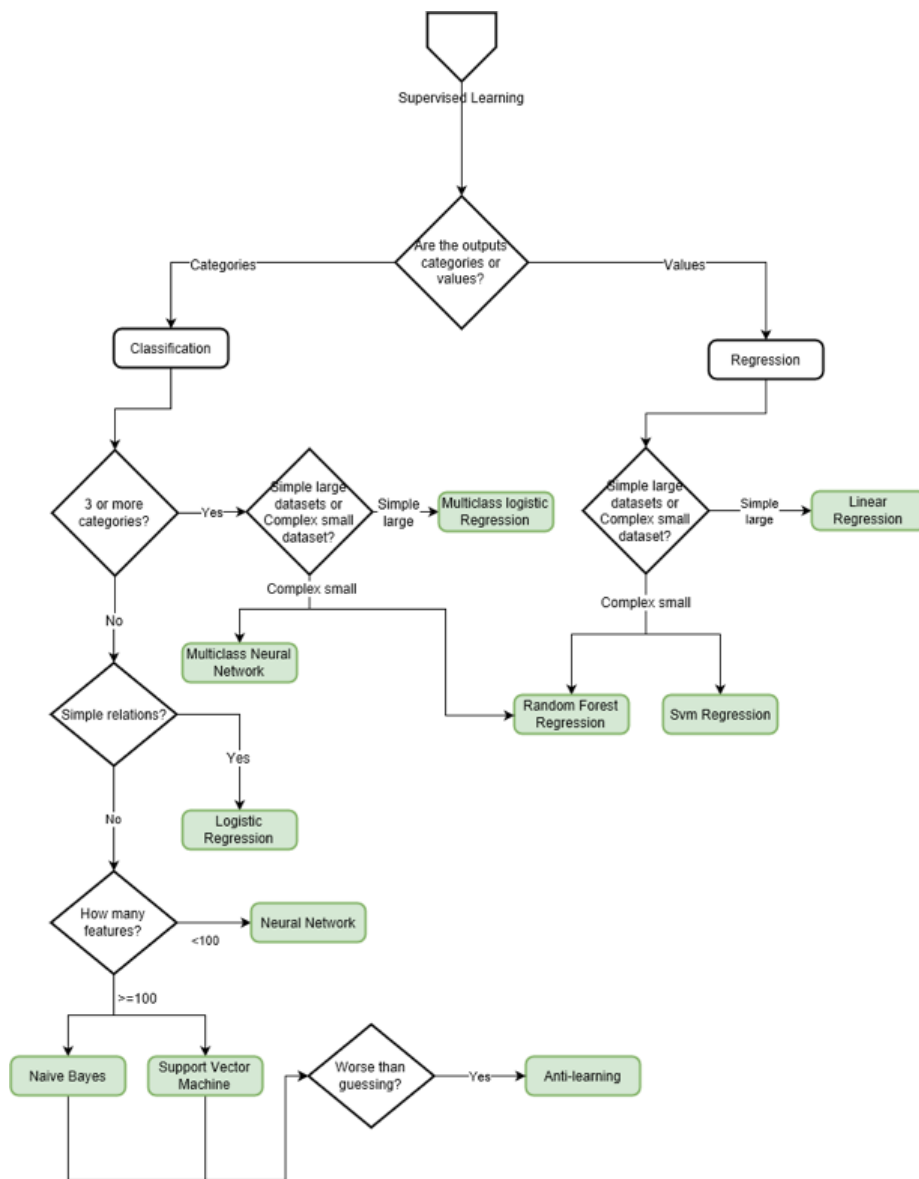 Supervised Learning
Are the outputs
categories or
values?
Categories
Values
Classification
Regression
3 or more
categories?
Yes
Simple large
datasets or
Complex small
dataset?
Simple
large
Multiclass logistic
Regression
Simple large
datasets or
Complex small
dataset?
Simple
large
Linear
Regression
Complex small
Complex small
No
Multiclass Neural
Network
Random Forest
Regression
Svm Regression
Simple relations?
Yes
Logistic
Regression
No
How many
features?
<100
Neural Network
>=100
Naive Bayes
Support Vector
Machine
Worse than
guessing?
Yes
Anti-learning